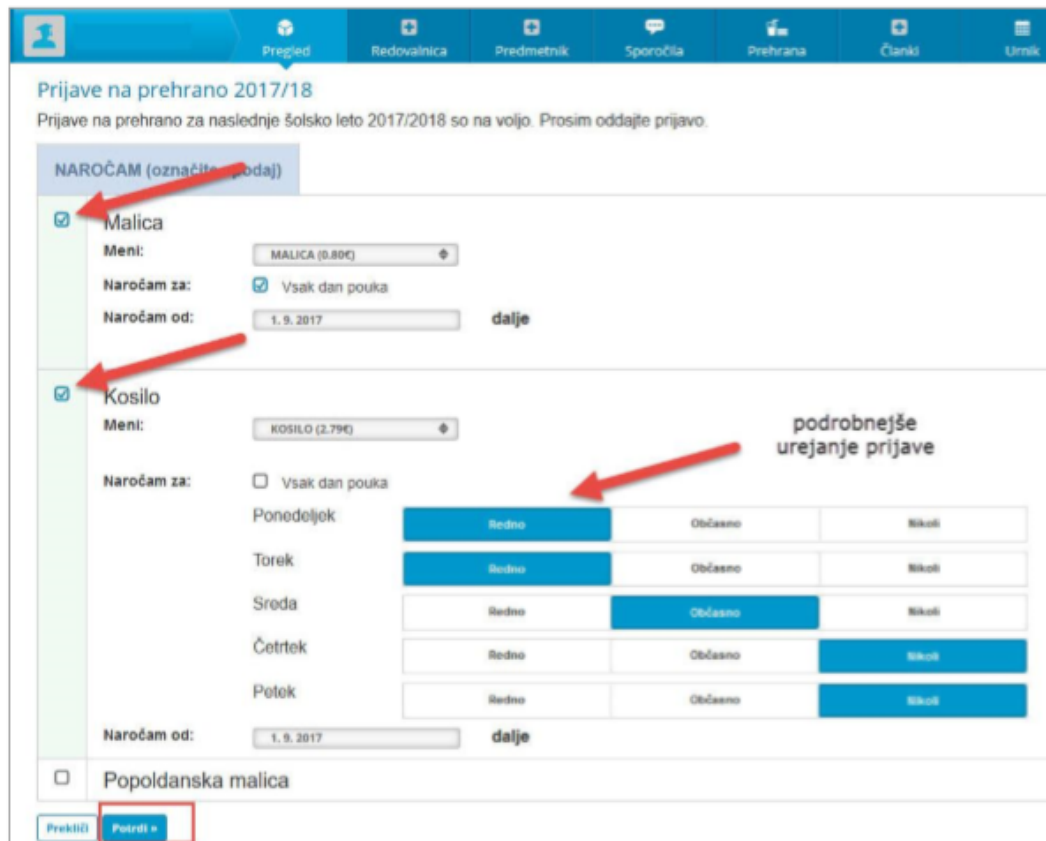 Pregled Redovalnica Predmetnik Sporočila Prehrana Članki Urnik
Prijave na prehrano 2017/18
Prijave na prehrano za naslednje šolsko leto 2017/2018 so na voljo. Prosim oddajte prijavo.
NAROČAM (označite podaj)
Malica
Meni: MALICA (0.80€)
Naročam za: Vsak dan pouka
Naročam od: 1. 9. 2017 dalje
Kosilo
Meni: KOSILO (2.79€)
podrobnejše
urejanje prijave
Naročam za: Vsak dan pouka
Ponedeljek Redno Občasno Nikoli
Torek Redno Občasno Nikoli
Sreda Redno Občasno Nikoli
Četrtek Redno Občasno Nikoli
Petek Redno Občasno Nikoli
Naročam od: 1. 9. 2017 dalje
Popoldanska malica
Prekliči Potrdi »